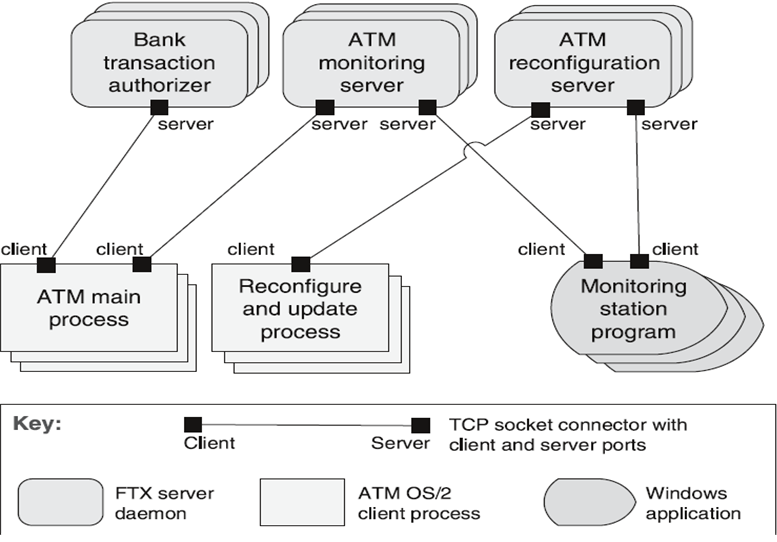 Bank
transaction
authorizer
ATM
monitoring
server
ATM
reconfiguration
server
server
server
server
server
server
client
client
client
client
client
ATM main
process
Reconfigure
and update
process
Monitoring
station
program
Key:
Client
Server
TCP socket connector with
client and server ports
FTX server
daemon
ATM OS/2
client process
Windows
application